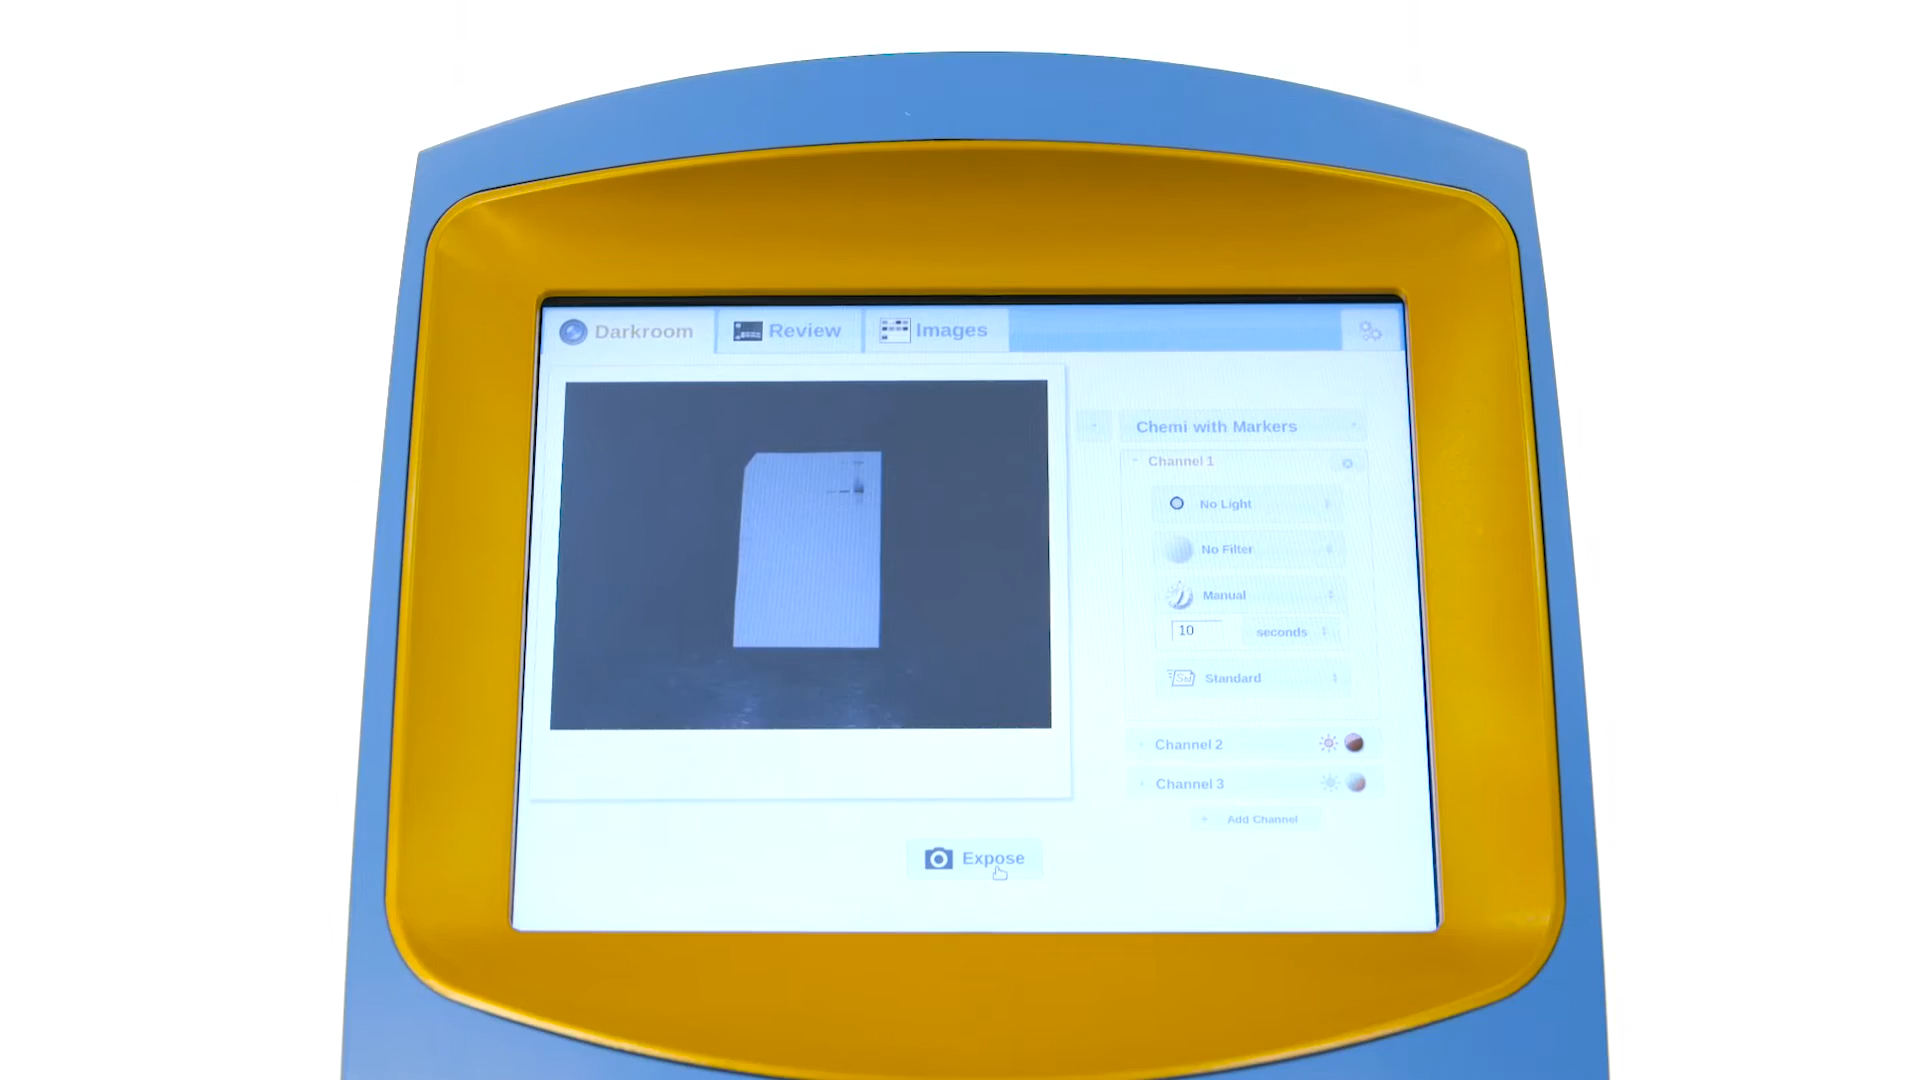 Darkroom
Review
Images
Chemi with Markers
Channel 1
No Light
No Filter
Manual
10 seconds
Standard
Channel 2
Channel 3
Add Channel
Expose